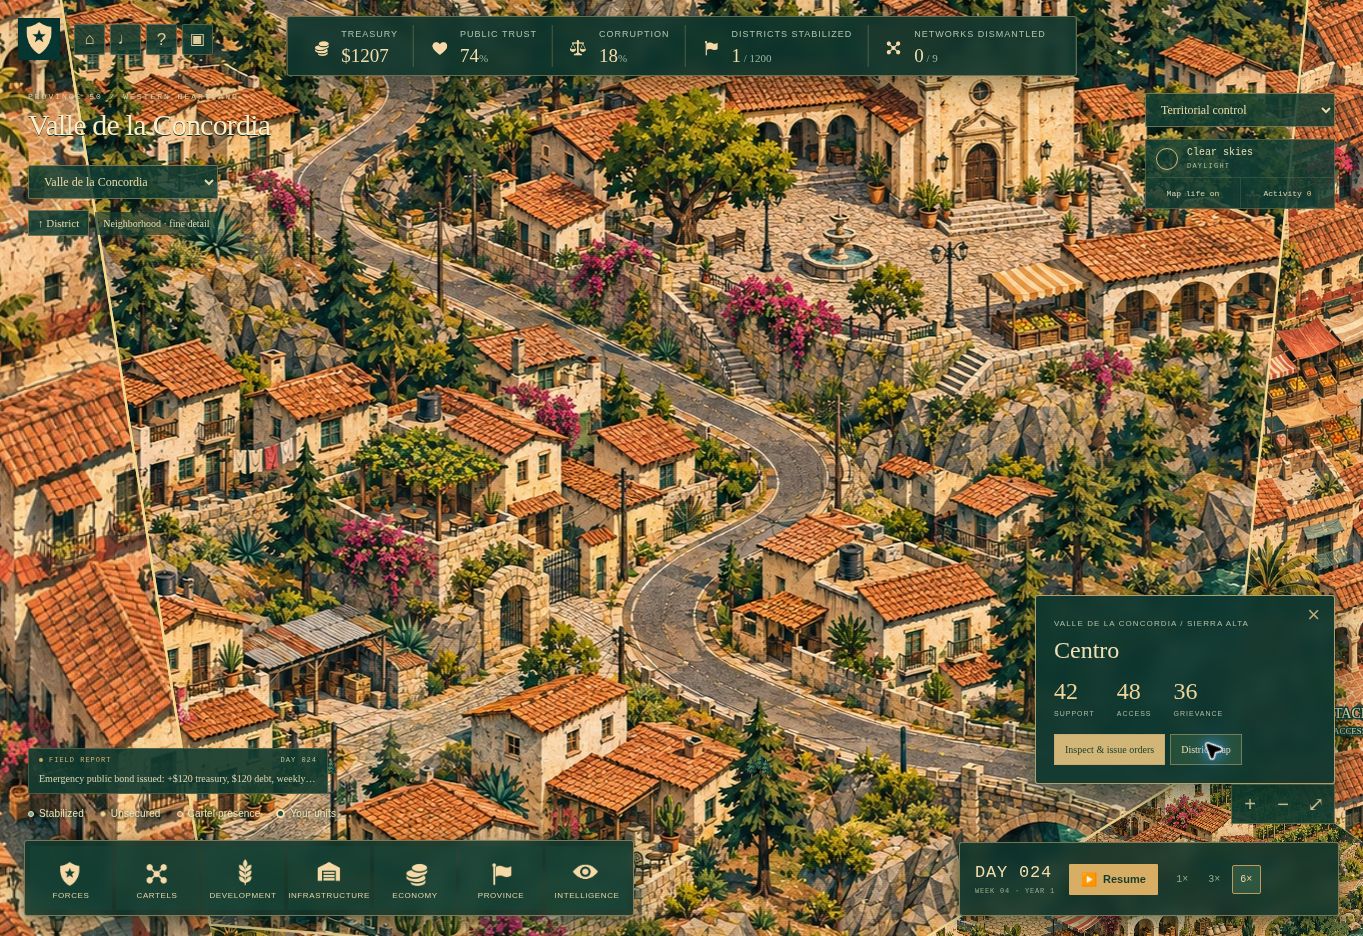 TREASURY
$1207
PUBLIC TRUST
74%
CORRUPTION
18%
DISTRICTS STABILIZED
1 / 1200
NETWORKS DISMANTLED
0 / 9
Valle de la Concordia
Valle de la Concordia
↑ District
Neighborhood · fine detail
Territorial control
Clear skies
DAYLIGHT
Map life on
Activity 0
VALLE DE LA CONCORDIA / SIERRA ALTA
Centro
42
SUPPORT
48
ACCESS
36
GRIEVANCE
Inspect & issue orders
FIELD REPORT
DAY 024
Emergency public bond issued: +$120 treasury, $120 debt, weekly…
Stabilized
Unsecured
Cartel presence
Your units
FORCES
CARTELS
DEVELOPMENT
INFRASTRUCTURE
ECONOMY
PROVINCE
INTELLIGENCE
DAY 024
WEEK 04 · YEAR 1
Resume
1×
3×
6×